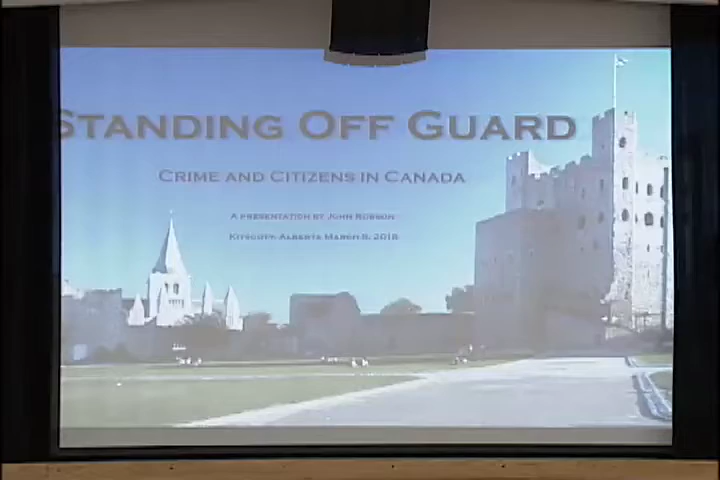 Standing Off Guard
Crime and Citizens in Canada
A presentation by John Robson
Kitscoty, Alberta March 8, 2018